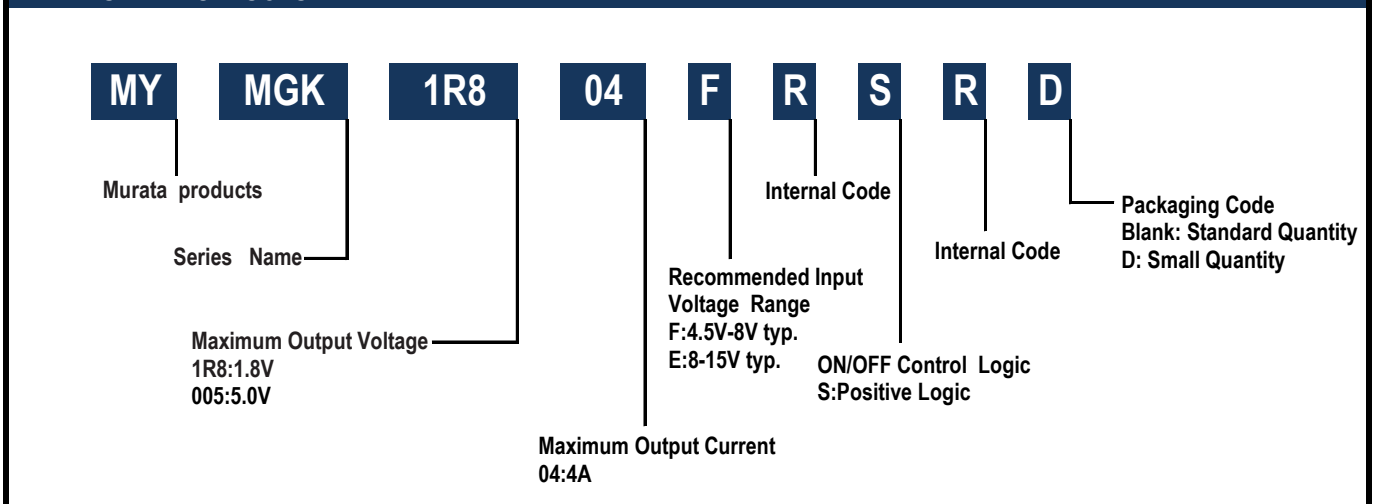 MY MGK 1R8 04 F R S R D
Murata products
Series Name
Maximum Output Voltage
1R8:1.8V
005:5.0V
Maximum Output Current
04:4A
Recommended Input
Voltage Range
F:4.5V-8V typ.
E:8-15V typ.
Internal Code
ON/OFF Control Logic
S:Positive Logic
Internal Code
Packaging Code
Blank: Standard Quantity
D: Small Quantity